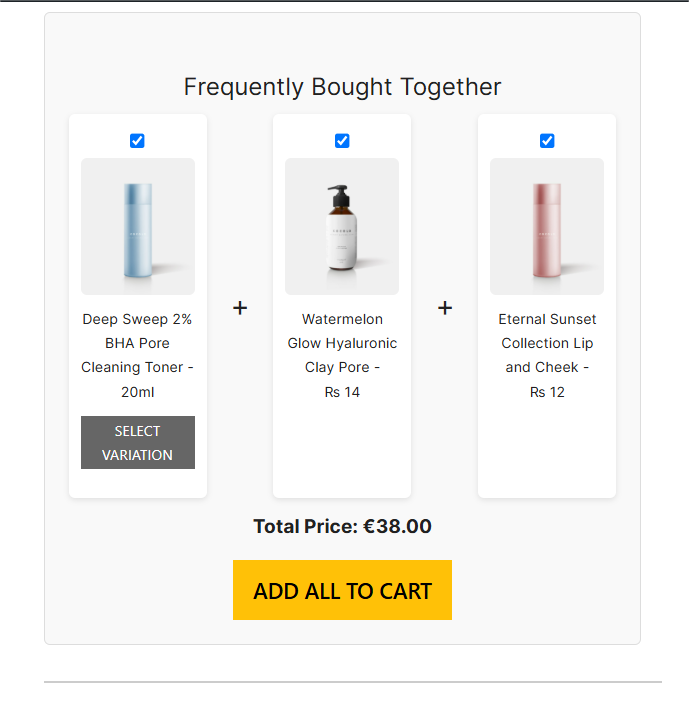 Frequently Bought Together
Deep Sweep 2%
BHA Pore
Cleaning Toner -
20ml
SELECT
VARIATION
+
Watermelon
Glow Hyaluronic
Clay Pore -
Rs 14
+
Eternal Sunset
Collection Lip
and Cheek -
Rs 12
Total Price: €38.00
ADD ALL TO CART